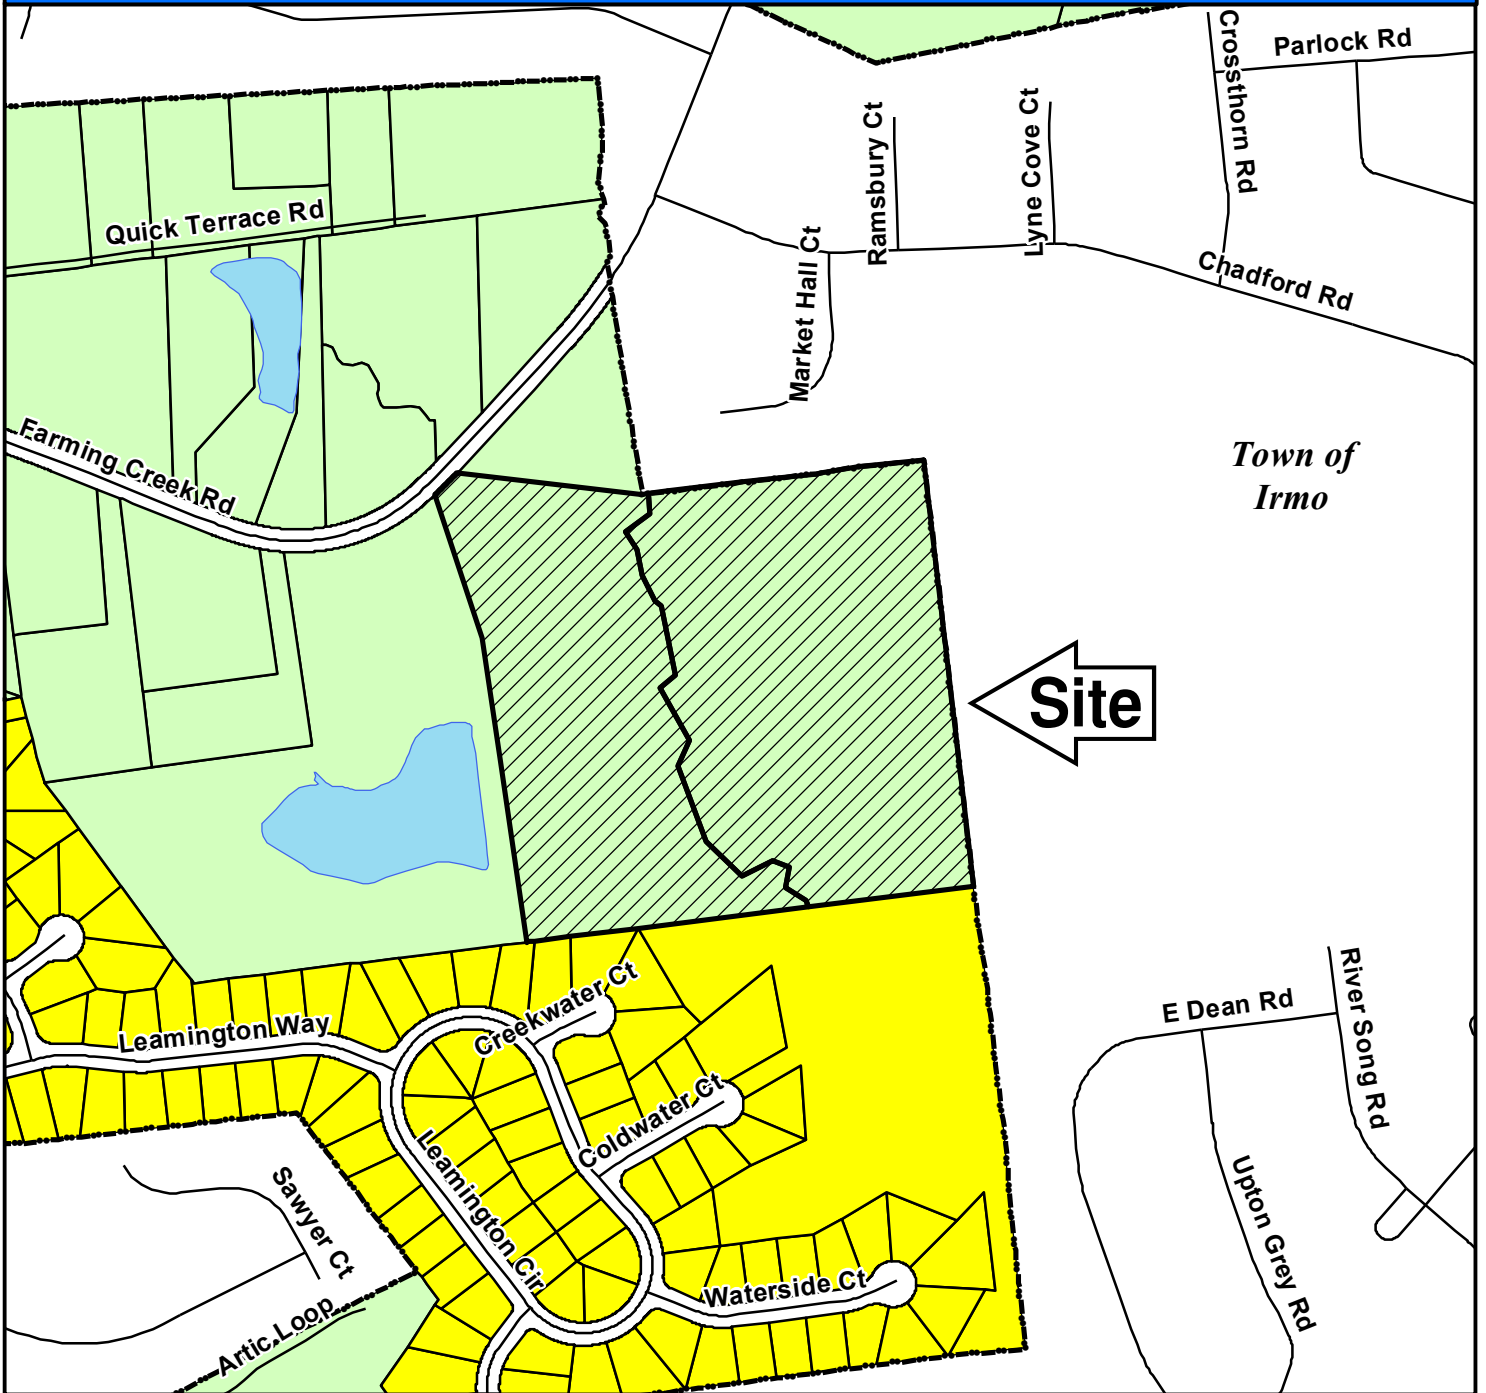 Parlock Rd
Crossthorn Rd
Lyne Cove Ct
Ramsbury Ct
Quick Terrace Rd
Market Hall Ct
Chadford Rd
Farming Creek Rd
Town of
Irmo
Site
Creekwater Ct
River Song Rd
E Dean Rd
Leamington Way
Coldwater Ct
Leamington Cir
Sawyer Ct
Upton Grey Rd
Waterside Ct
Artic Loop